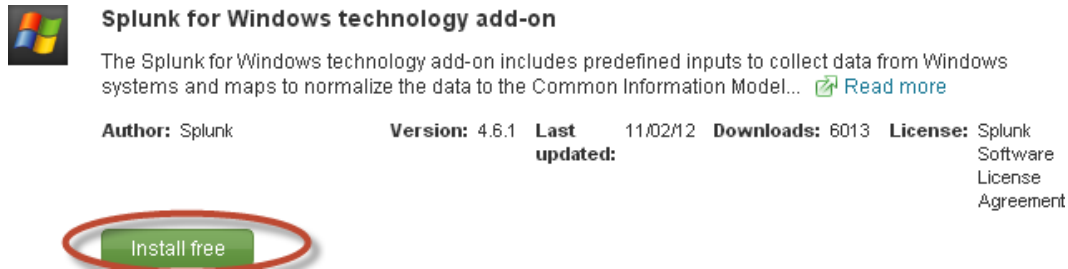 Splunk for Windows technology add-on
The Splunk for Windows technology add-on includes predefined inputs to collect data from Windows
systems and maps to normalize the data to the Common Information Model... Read more
Author: Splunk Version: 4.6.1 Last updated: 11/02/12 Downloads: 6013 License: Splunk Software License Agreement
Install free